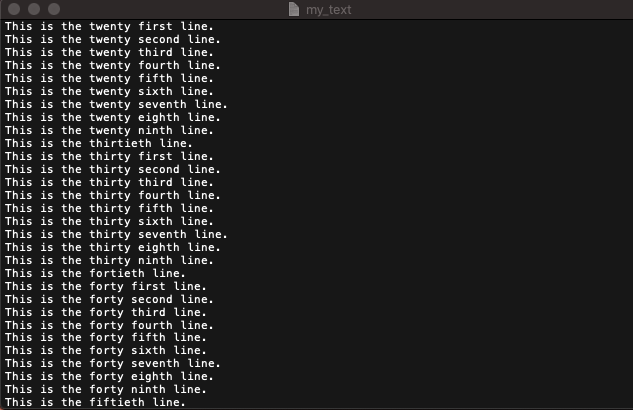 my_text
This is the twenty first line.
This is the twenty second line.
This is the twenty third line.
This is the twenty fourth line.
This is the twenty fifth line.
This is the twenty sixth line.
This is the twenty seventh line.
This is the twenty eighth line.
This is the twenty ninth line.
This is the thirtieth line.
This is the thirty first line.
This is the thirty second line.
This is the thirty third line.
This is the thirty fourth line.
This is the thirty fifth line.
This is the thirty sixth line.
This is the thirty seventh line.
This is the thirty eighth line.
This is the thirty ninth line.
This is the fortieth line.
This is the forty first line.
This is the forty second line.
This is the forty third line.
This is the forty fourth line.
This is the forty fifth line.
This is the forty sixth line.
This is the forty seventh line.
This is the forty eighth line.
This is the forty ninth line.
This is the fiftieth line.